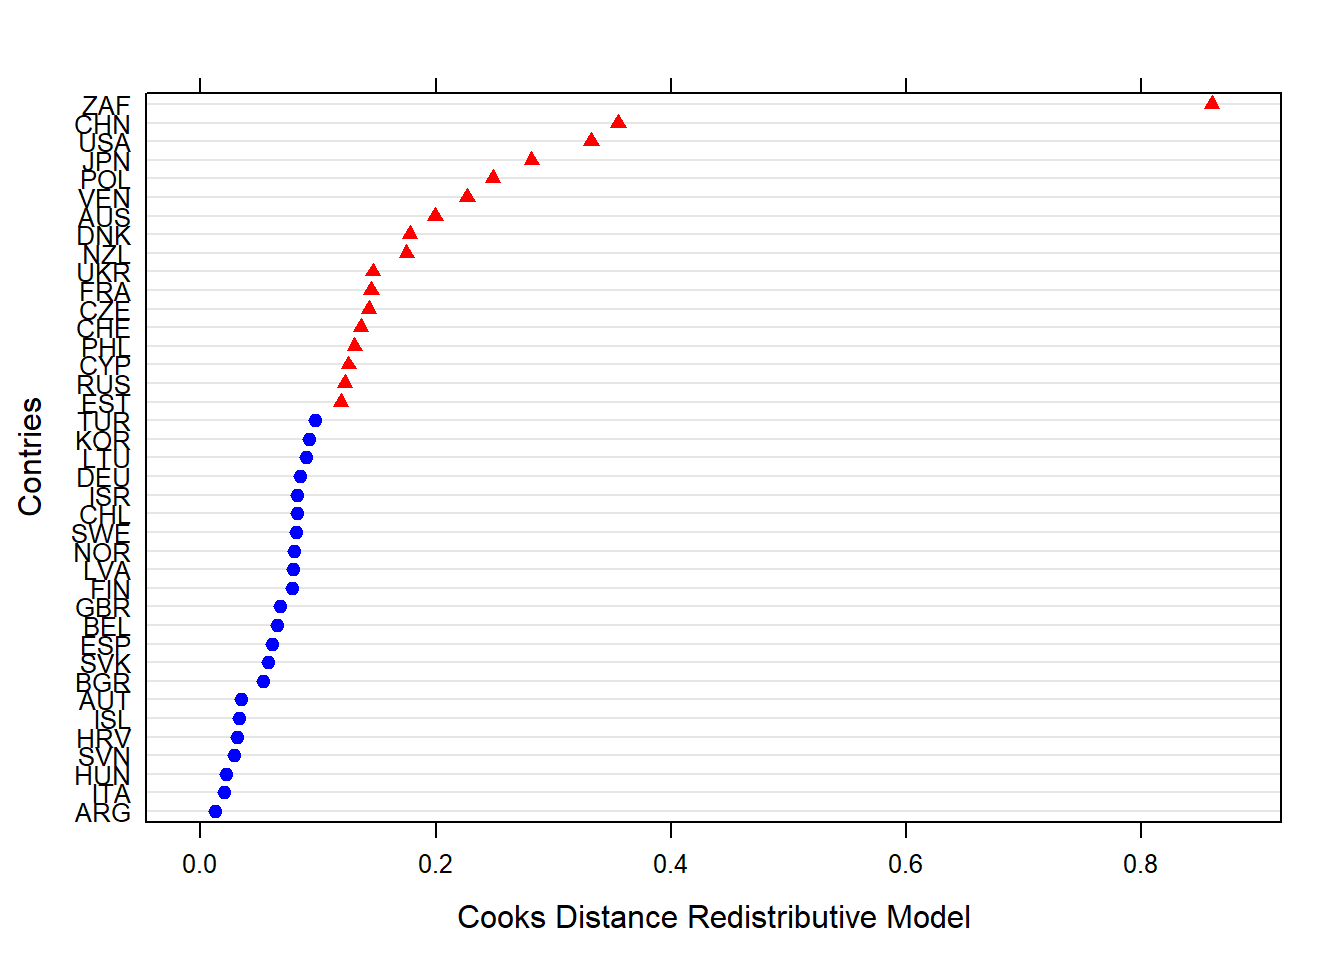 ZAF
CHN
USA
JPN
POL
VEN
AUS
DNK
NZL
UKR
FRA
CZE
CHE
PHL
CYP
RUS
EST
TUR
KOR
LTU
DEU
ISR
CHL
SWE
NOR
LVA
FIN
GBR
BEL
ESP
SVK
BGR
AUT
ISL
HRV
SVN
HUN
ITA
ARG
Contries
0.0 0.2 0.4 0.6 0.8
Cooks Distance Redistributive Model